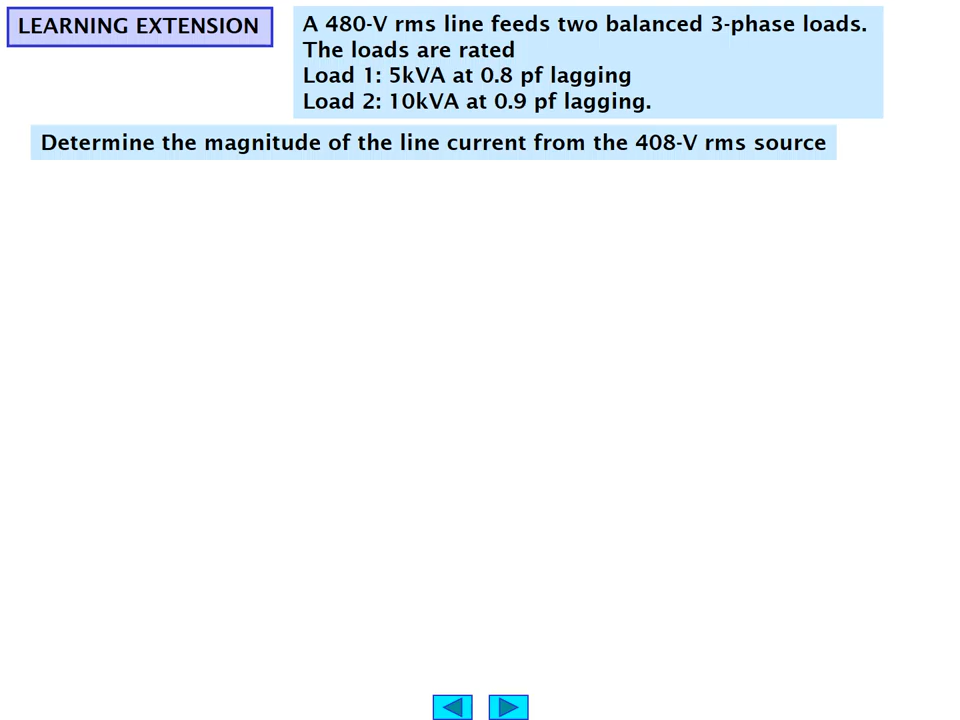 LEARNING EXTENSION
A 480-V rms line feeds two balanced 3-phase loads.
The loads are rated
Load 1: 5kVA at 0.8 pf lagging
Load 2: 10kVA at 0.9 pf lagging.
Determine the magnitude of the line current from the 408-V rms source